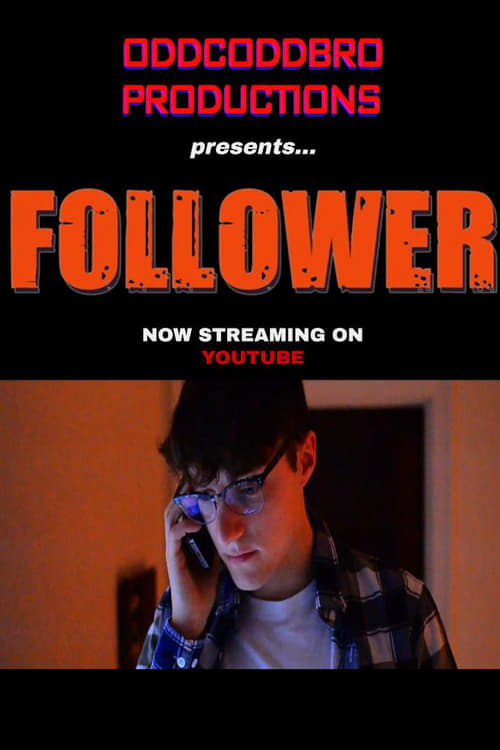 ODDCODDBRO
PRODUCTIONS
presents...
FOLLOWER
NOW STREAMING ON
YOUTUBE